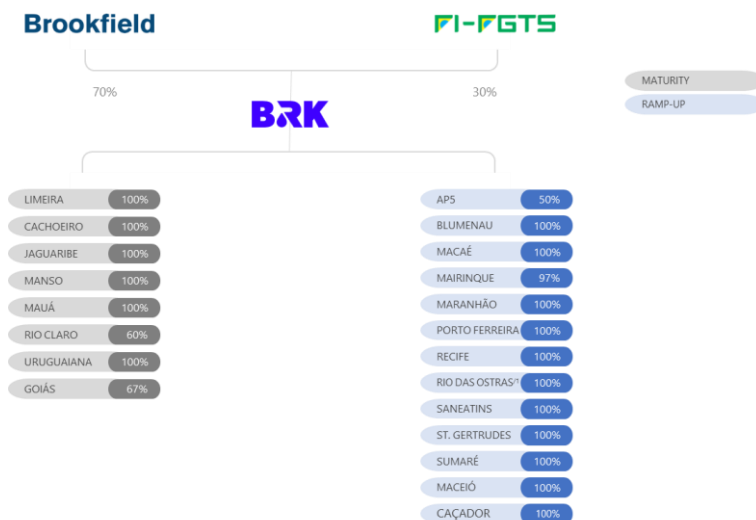 Brookfield
FI-FGTS
70%
30%
BRK
MATURITY
RAMP-UP
LIMEIRA 100%
CACHOEIRO 100%
JAGUARIBE 100%
MANSO 100%
MAUÁ 100%
RIO CLARO 60%
URUGUAIANA 100%
GOIÁS 67%
AP5 50%
BLUMENAU 100%
MACAÉ 100%
MAIRINQUE 97%
MARANHÃO 100%
PORTO FERREIRA 100%
RECIFE 100%
RIO DAS OSTRAS 100%
SANEATINS 100%
ST. GERTRUDES 100%
SUMARÉ 100%
MACEIÓ 100%
CAÇADOR 100%